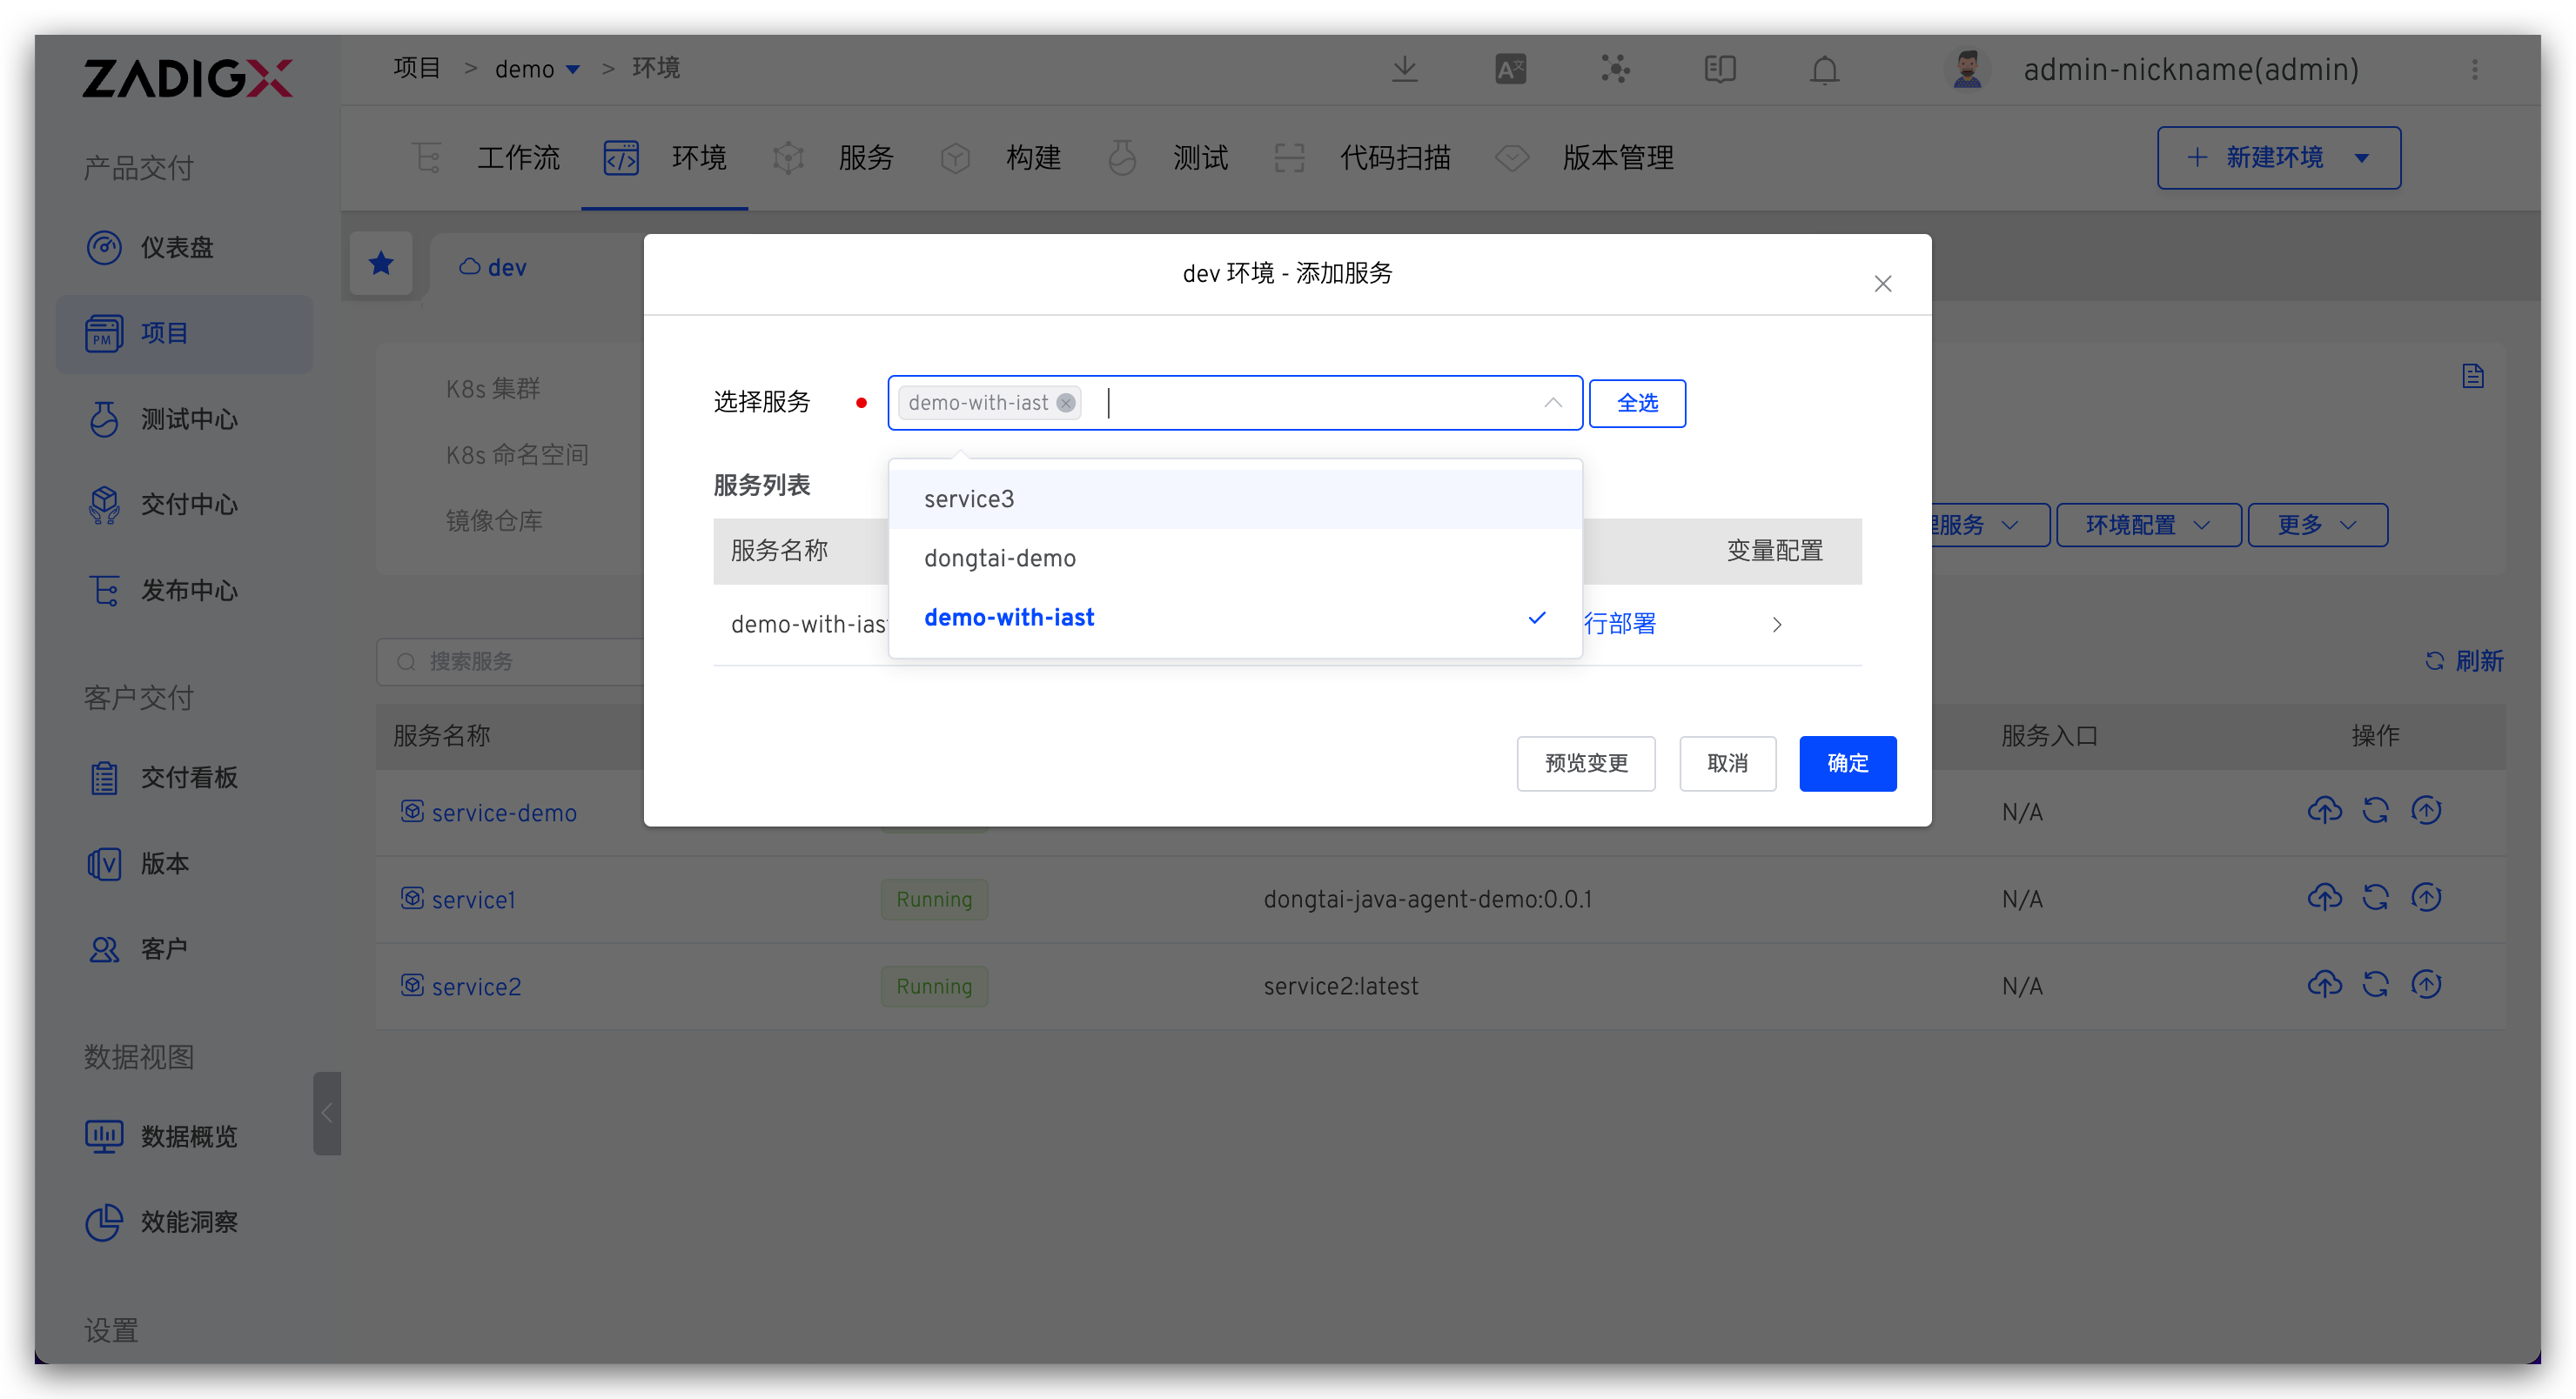 ZADIGX
项目 > demo > 环境
admin-nickname(admin)
工作流 环境 服务 构建 测试 代码扫描 版本管理
新建环境
产品交付
仪表盘
项目
测试中心
交付中心
发布中心
客户交付
交付看板
版本
客户
数据视图
数据概览
效能洞察
设置
dev
K8s 集群
K8s 命名空间
镜像仓库
服务
环境配置
更多
搜索服务
刷新
服务名称 服务入口 操作
service-demo N/A
service1 Running dongtai-java-agent-demo:0.0.1 N/A
service2 Running service2:latest N/A
dev 环境 - 添加服务
选择服务 demo-with-iast 全选
service3
dongtai-demo
demo-with-iast
服务列表
服务名称 变量配置
demo-with-ias 行部署
预览变更 取消 确定